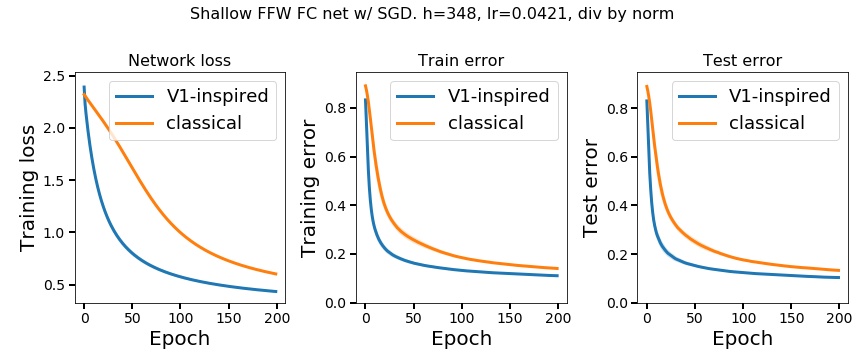 Shallow FFW FC net w/ SGD. h=348, lr=0.0421, div by norm
Network loss
Training loss
2.5
2.0
1.5
1.0
0.5
V1-inspired
classical
0 50 100 150 200
Epoch
Train error
Training error
0.8
0.6
0.4
0.2
0.0
V1-inspired
classical
0 50 100 150 200
Epoch
Test error
Test error
0.8
0.6
0.4
0.2
0.0
V1-inspired
classical
0 50 100 150 200
Epoch